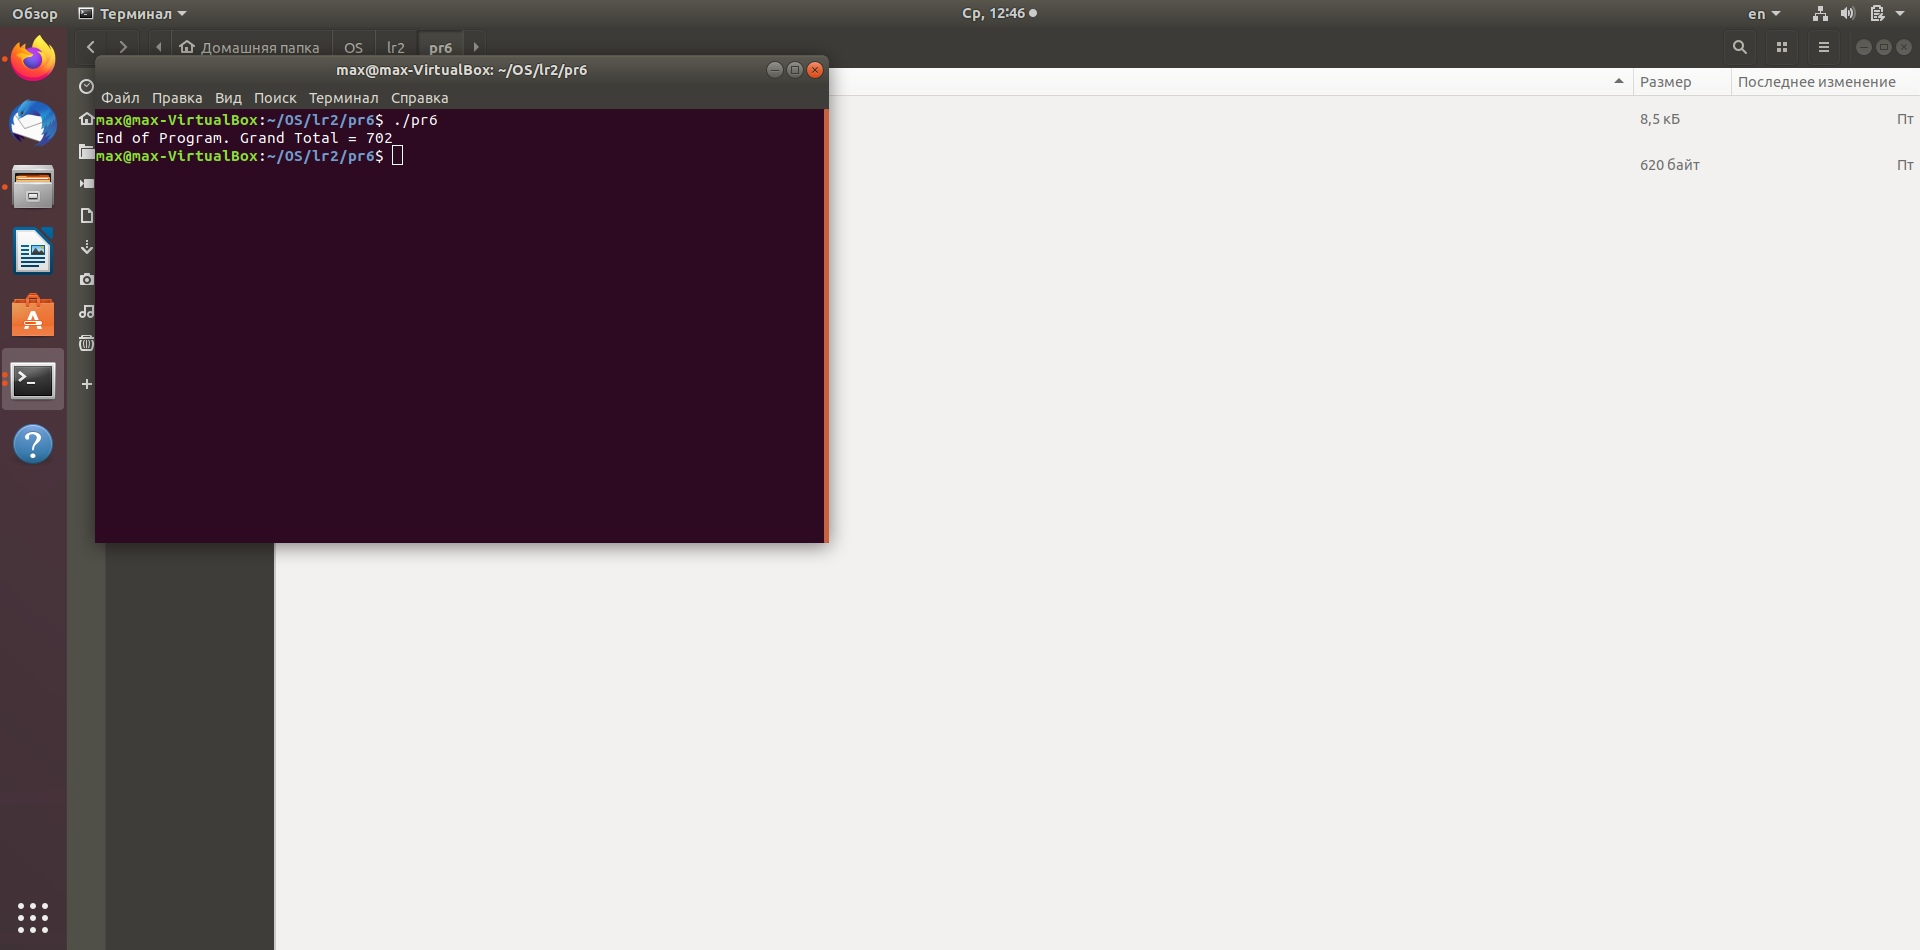 Обзор
Терминал
Ср, 12:46
en
Домашняя папка
OS
lr2
pr6
max@max-VirtualBox: ~/OS/lr2/pr6
Файл Правка Вид Поиск Терминал Справка
max@max-VirtualBox:~/OS/lr2/pr6$ ./pr6
End of Program. Grand Total = 702
max@max-VirtualBox:~/OS/lr2/pr6$
Размер
Последнее изменение
8,5 кБ
Пт
620 байт
Пт